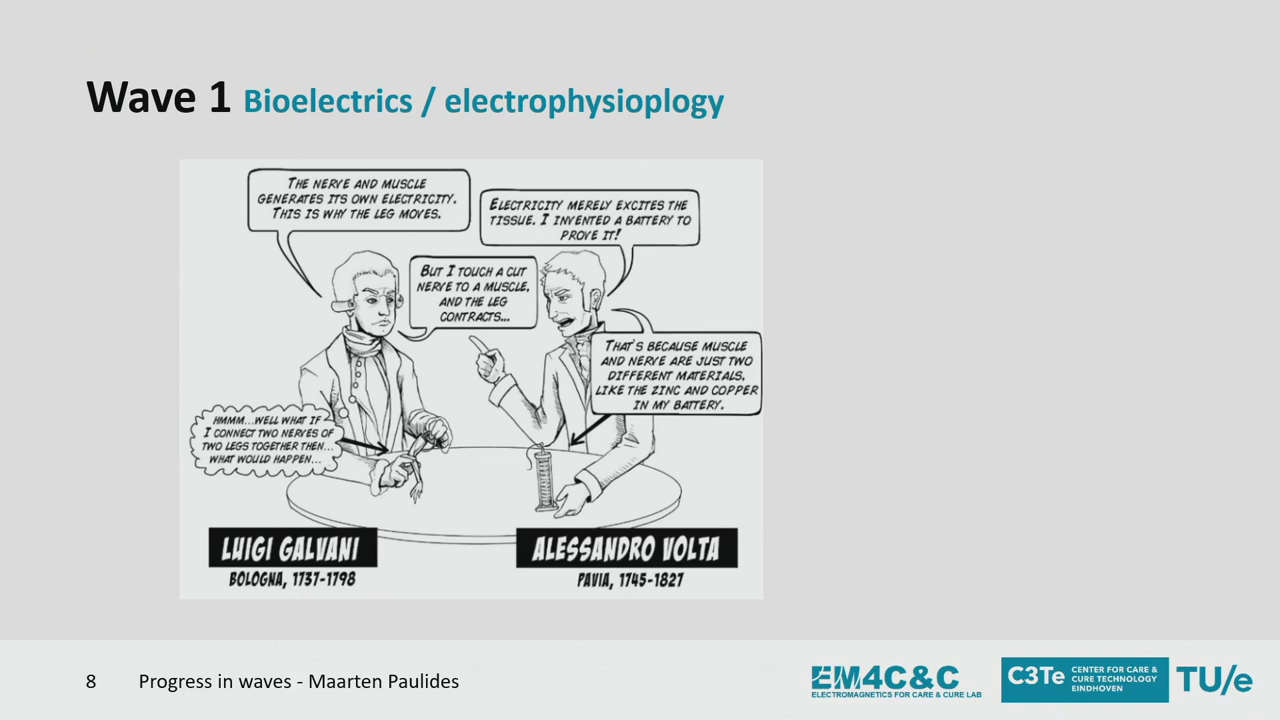 Wave 1 Bioelectrics / electrophysioplogy
THE NERVE AND MUSCLE
GENERATES ITS OWN ELECTRICITY.
THIS IS WHY THE LEG MOVES.
ELECTRICITY MERELY EXCITES THE
TISSUE. I INVENTED A BATTERY TO
PROVE IT!
BUT I TOUCH A CUT
NERVE TO A MUSCLE,
AND THE LEG
CONTRACTS...
THAT'S BECAUSE MUSCLE
AND NERVE ARE JUST TWO
DIFFERENT MATERIALS,
LIKE THE ZINC AND COPPER
IN MY BATTERY.
HMMM...WELL WHAT IF
I CONNECT TWO NERVES OF
TWO LEGS TOGETHER THEN...
WHAT WOULD HAPPEN...
LUIGI GALVANI
BOLOGNA, 1737-1798
ALESSANDRO VOLTA
PAVIA, 1745-1827
8 Progress in waves - Maarten Paulides
EM4C&C
ELECTROMAGNETICS FOR CARE & CURE LAB
C3Te
CENTER FOR CARE &
CURE TECHNOLOGY
EINDHOVEN
TU/e